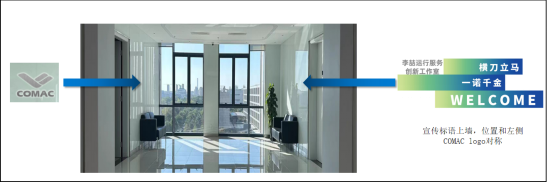 COMAC
季喆运行服务
创新工作室
横刀立马
一诺千金
WELCOME
宣传标语上墙，位置和左侧
COMAC logo对称